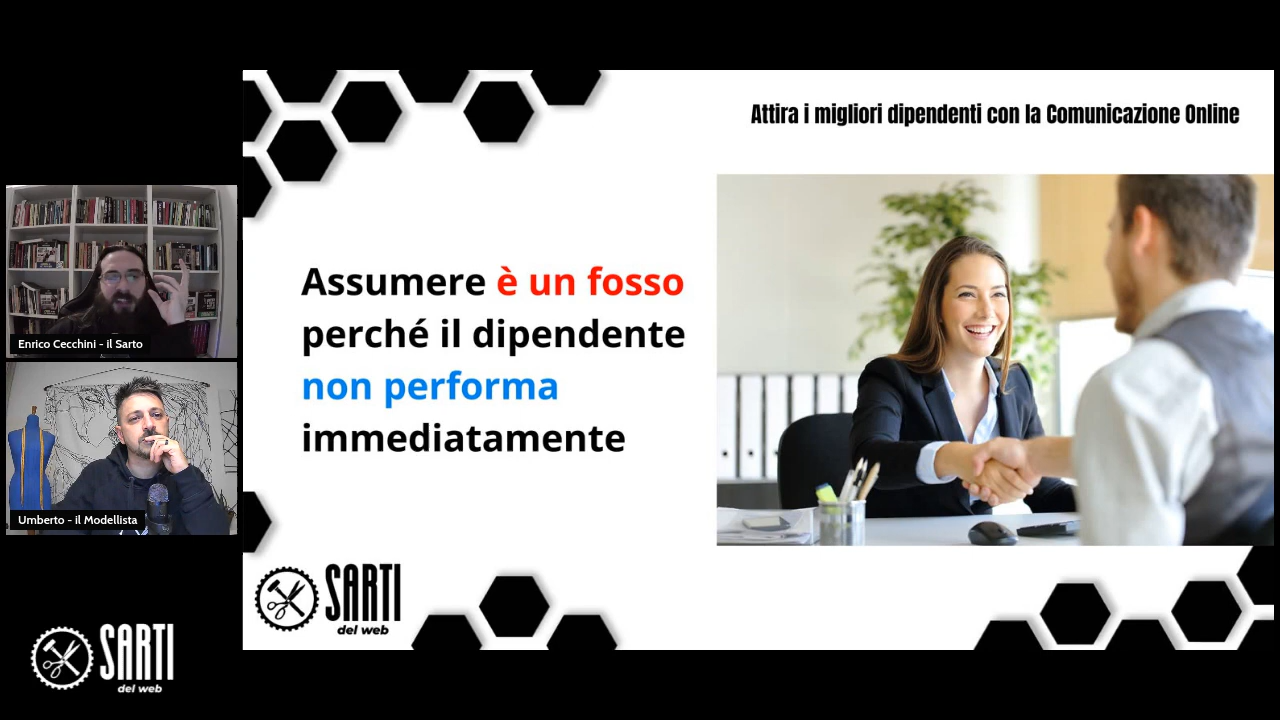 Attira i migliori dipendenti con la Comunicazione Online
Assumere è un fosso
perché il dipendente
non performa
immediatamente
Enrico Cecchini - il Sarto
Umberto - il Modellista
SARTI
del web
SARTI
del web